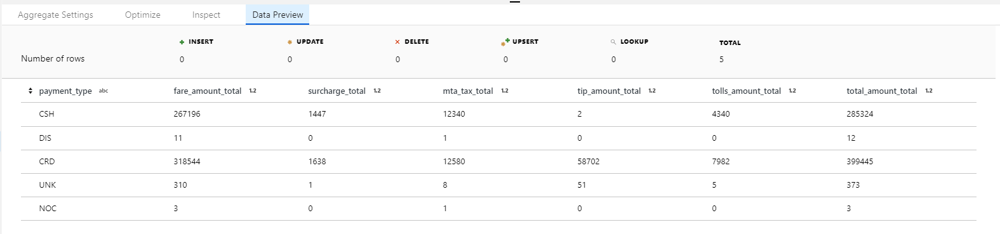 Aggregate Settings Optimize Inspect Data Preview
INSERT UPDATE DELETE UPSERT LOOKUP TOTAL
Number of rows 0 0 0 0 0 5
payment_type abc fare_amount_total 1.2 surcharge_total 1.2 mta_tax_total 1.2 tip_amount_total 1.2 tolls_amount_total 1.2 total_amount_total 1.2
CSH 267196 1447 12340 2 4340 285324
DIS 11 0 1 0 0 12
CRD 318544 1638 12580 58702 7982 399445
UNK 310 1 8 51 5 373
NOC 3 0 1 0 0 3